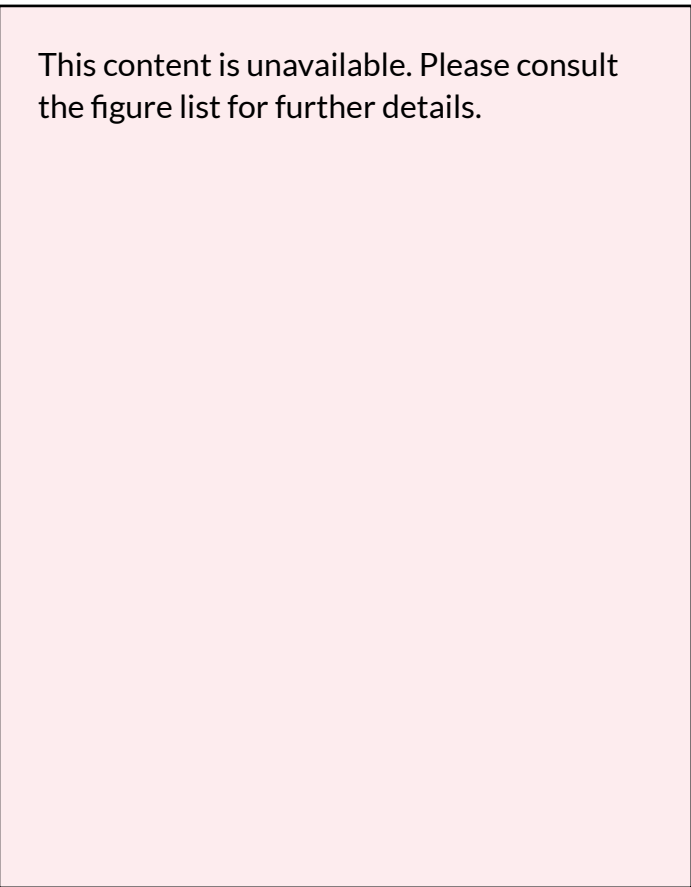 This content is unavailable. Please consult
the figure list for further details.